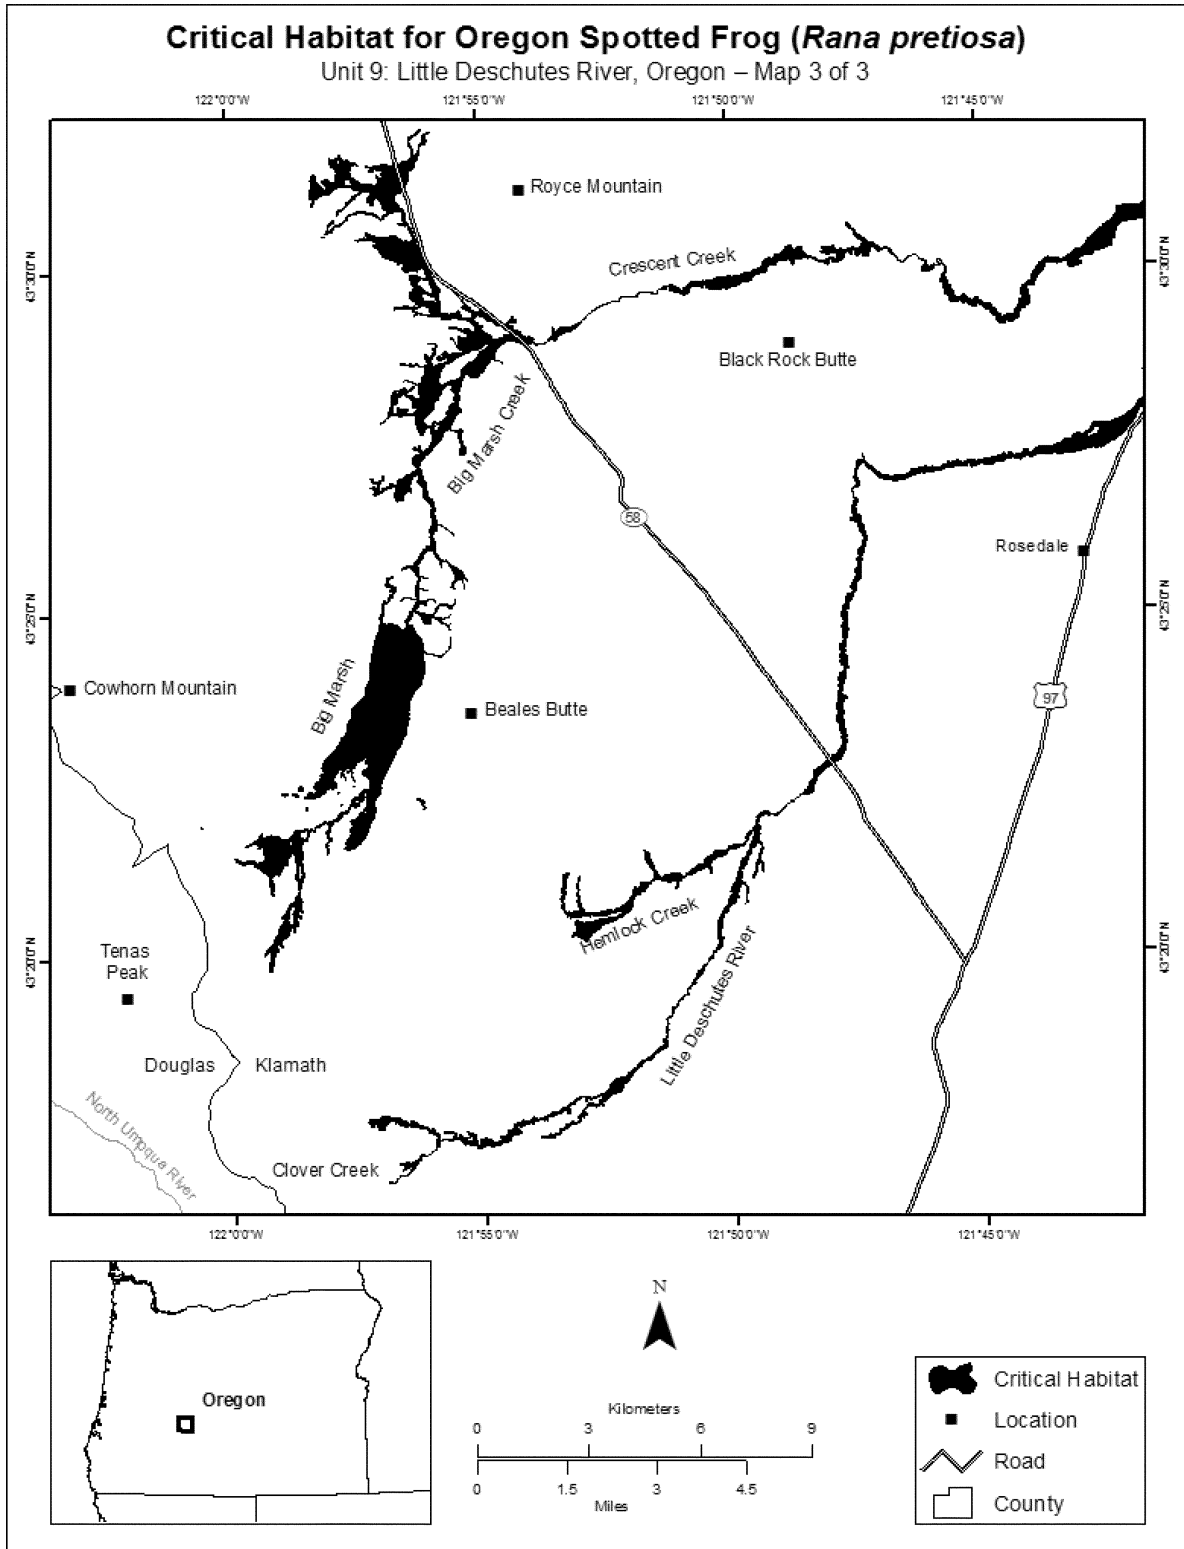 Critical Habitat for Oregon Spotted Frog (Rana pretiosa)
Unit 9: Little Deschutes River, Oregon – Map 3 of 3
122°0'0"W
121°55'0"W
121°50'0"W
121°45'0"W
Royce Mountain
Crescent Creek
43°30'0"N
43°30'0"N
Black Rock Butte
Big Marsh Creek
58
Rosedale
43°25'0"N
43°25'0"N
Big Marsh
Cowhorn Mountain
Beales Butte
97
Hemlock Creek
Tenas
Peak
43°20'0"N
43°20'0"N
Little Deschutes River
Douglas
Klamath
North Umpqua River
Clover Creek
122°0'0"W
121°55'0"W
121°50'0"W
121°45'0"W
Oregon
N
Kilometers
0 3 6 9
0 1.5 3 4.5
Miles
Critical Habitat
Location
Road
County